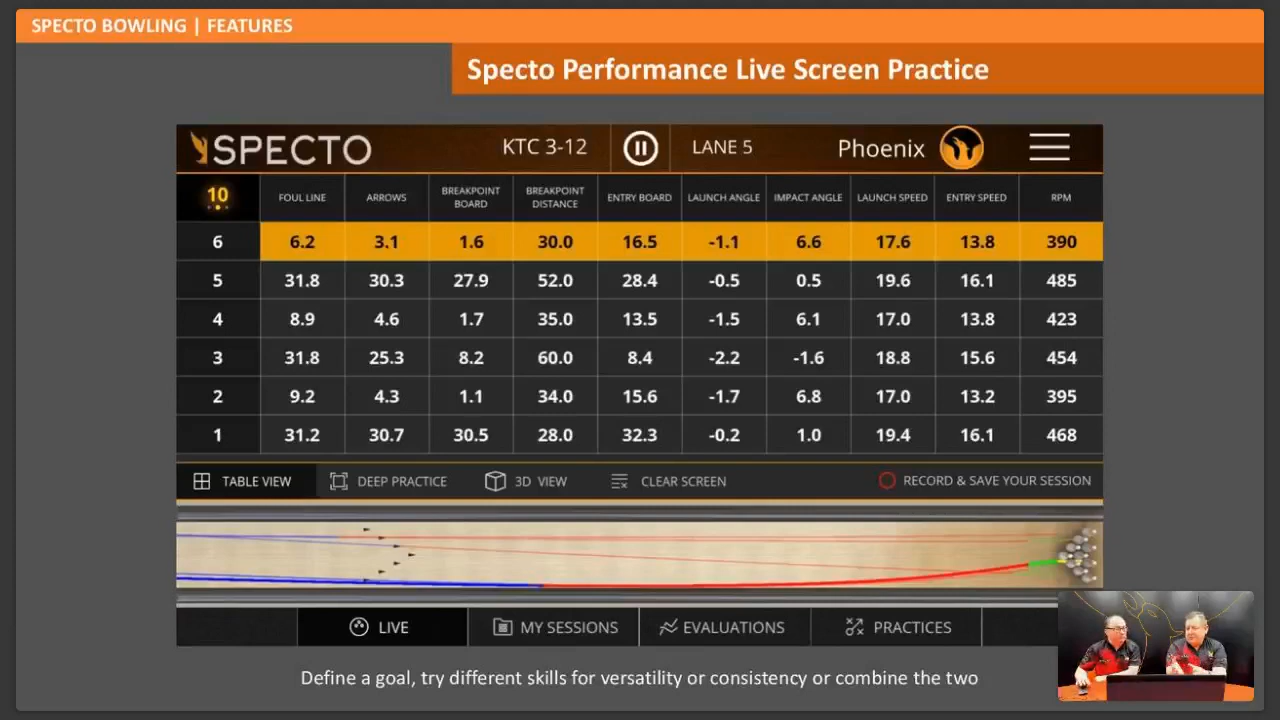 SPECTO BOWLING | FEATURES
Specto Performance Live Screen Practice
SPECTO KTC 3-12 LANE 5 Phoenix
10 FOUL LINE ARROWS BREAKPOINT BOARD BREAKPOINT DISTANCE ENTRY BOARD LAUNCH ANGLE IMPACT ANGLE LAUNCH SPEED ENTRY SPEED RPM
6 6.2 3.1 1.6 30.0 16.5 -1.1 6.6 17.6 13.8 390
5 31.8 30.3 27.9 52.0 28.4 -0.5 0.5 19.6 16.1 485
4 8.9 4.6 1.7 35.0 13.5 -1.5 6.1 17.0 13.8 423
3 31.8 25.3 8.2 60.0 8.4 -2.2 -1.6 18.8 15.6 454
2 9.2 4.3 1.1 34.0 15.6 -1.7 6.8 17.0 13.2 395
1 31.2 30.7 30.5 28.0 32.3 -0.2 1.0 19.4 16.1 468
TABLE VIEW DEEP PRACTICE 3D VIEW CLEAR SCREEN RECORD & SAVE YOUR SESSION
LIVE MY SESSIONS EVALUATIONS PRACTICES
Define a goal, try different skills for versatility or consistency or combine the two